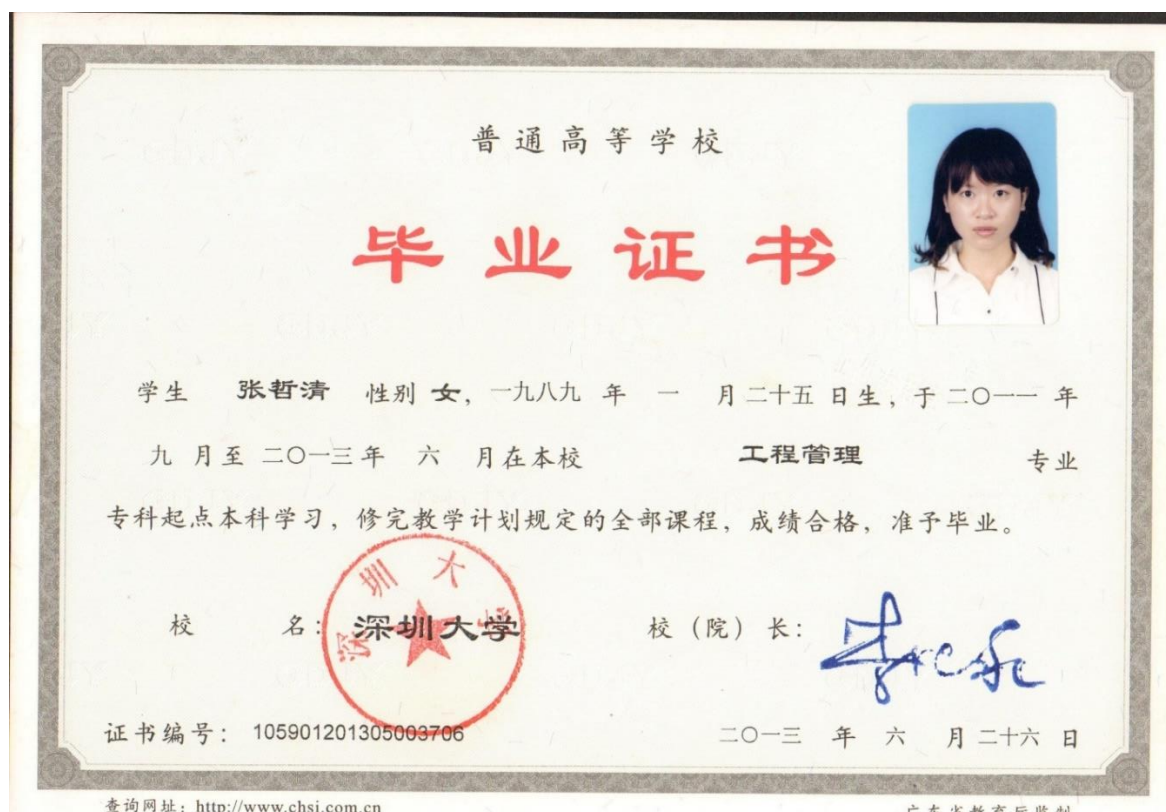 普通高等学校
毕业证书
学生 张哲清 性别 女，一九八九 年 一 月 二十五 日生，于 二〇一一 年
九 月至 二〇一三 年 六 月在本校 工程管理 专业
专科起点本科学习，修完教学计划规定的全部课程，成绩合格，准予毕业。
深圳大学
校 名：深圳大学 校（院）长：
证书编号：105901201305003706 二〇一三 年 六 月 二十六 日
查询网址：http://www.chsi.com.cn 广东省教育厅监制